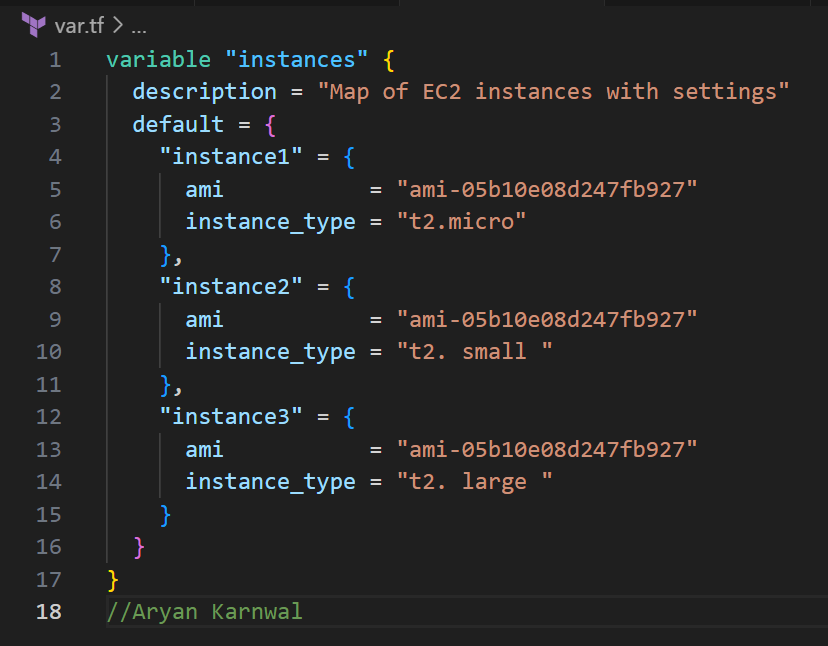 var.tf > ...
1 variable "instances" {
2   description = "Map of EC2 instances with settings"
3   default = {
4     "instance1" = {
5       ami           = "ami-05b10e08d247fb927"
6       instance_type = "t2.micro"
7     },
8     "instance2" = {
9       ami           = "ami-05b10e08d247fb927"
10       instance_type = "t2. small "
11     },
12     "instance3" = {
13       ami           = "ami-05b10e08d247fb927"
14       instance_type = "t2. large "
15     }
16   }
17 }
18 //Aryan Karnwal